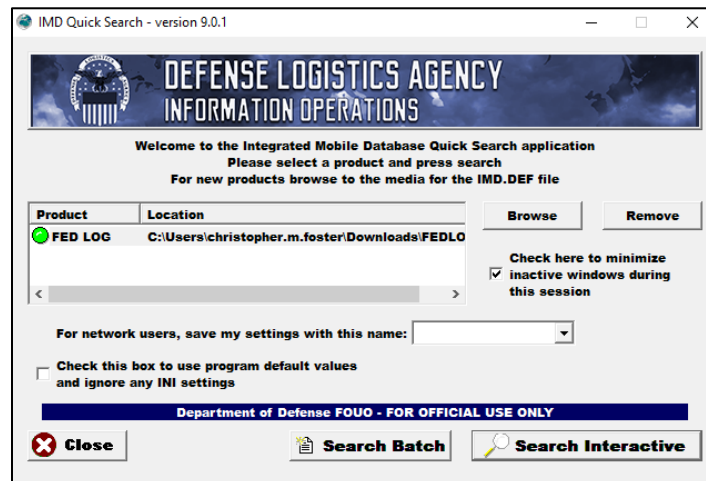 IMD Quick Search - version 9.0.1
DEFENSE LOGISTICS AGENCY
INFORMATION OPERATIONS
Welcome to the Integrated Mobile Database Quick Search application
Please select a product and press search
For new products browse to the media for the IMD.DEF file
Product Location
FED LOG C:\Users\christopher.m.foster\Downloads\FEDLO
Browse Remove
Check here to minimize
inactive windows during
this session
For network users, save my settings with this name:
Check this box to use program default values
and ignore any INI settings
Department of Defense FOUO - FOR OFFICIAL USE ONLY
Close Search Batch Search Interactive